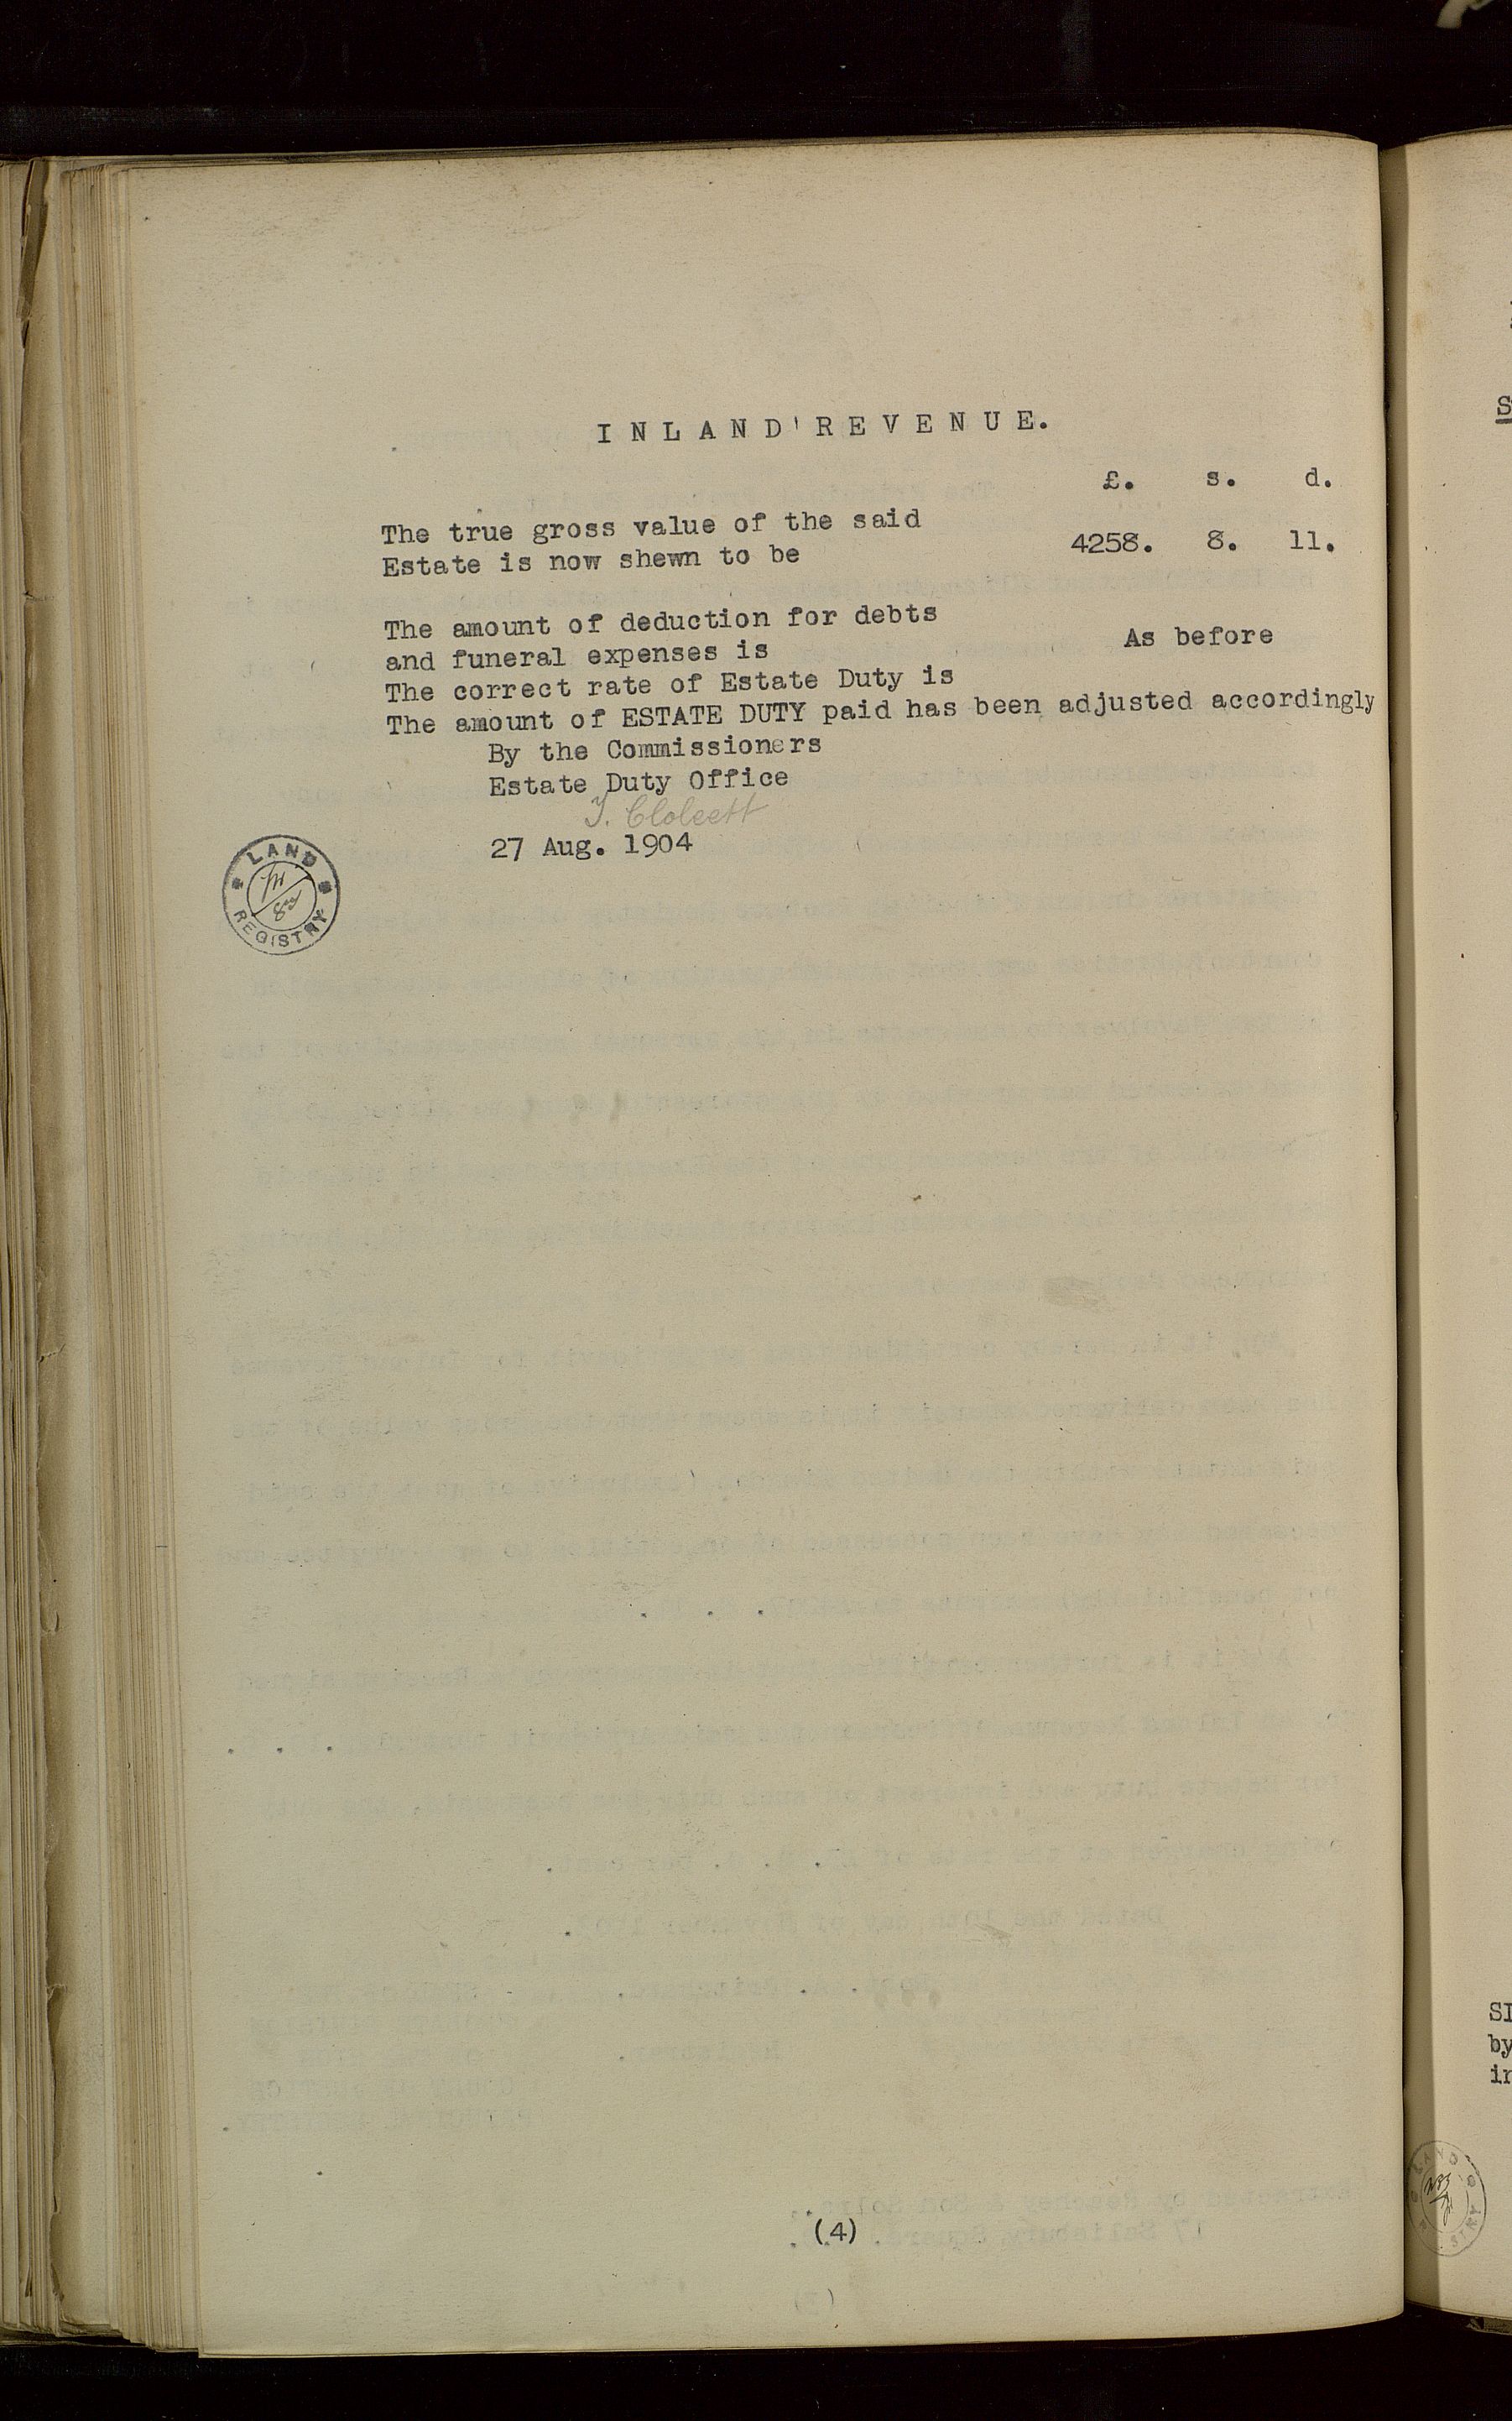 INLAND REVENUE.
£. s. d.
The true gross value of the said
Estate is now shewn to be 4258. 8. 11.
The amount of deduction for debts
and funeral expenses is As before
The correct rate of Estate Duty is
The amount of ESTATE DUTY paid has been adjusted accordingly
By the Commissioners
Estate Duty Office
27 Aug. 1904
LAND
REGISTRY
(4)
SI
by
in